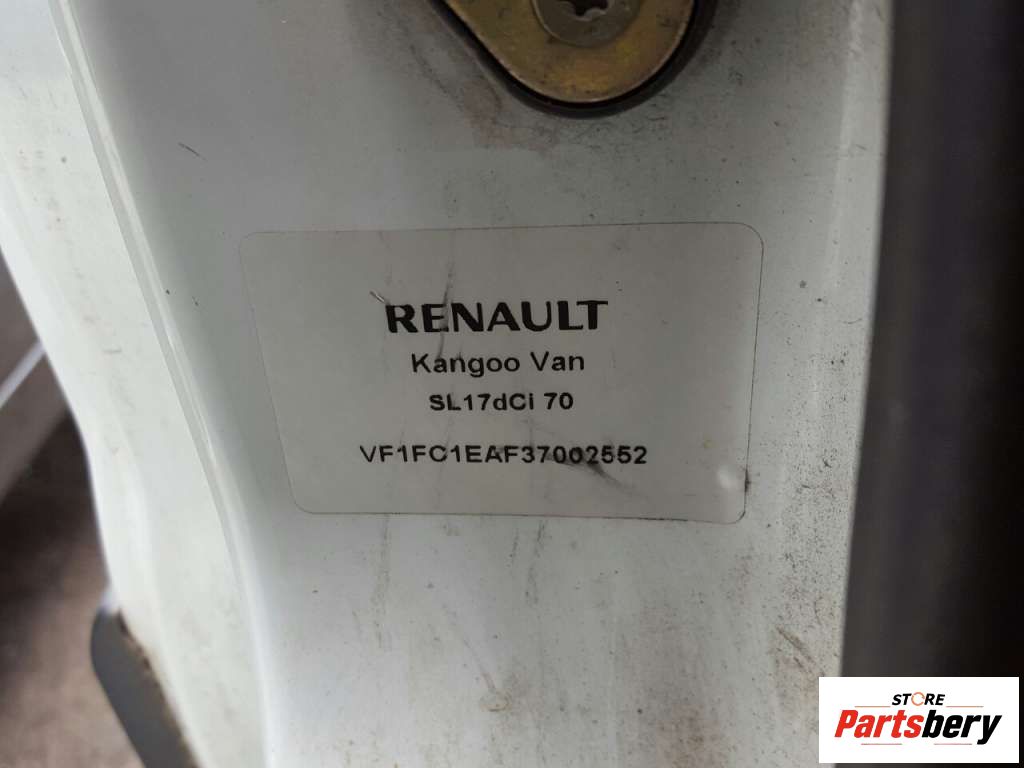 RENAULT
Kangoo Van
SL17dCi 70
VF1FC1EAF37002552
STORE
Partsbery